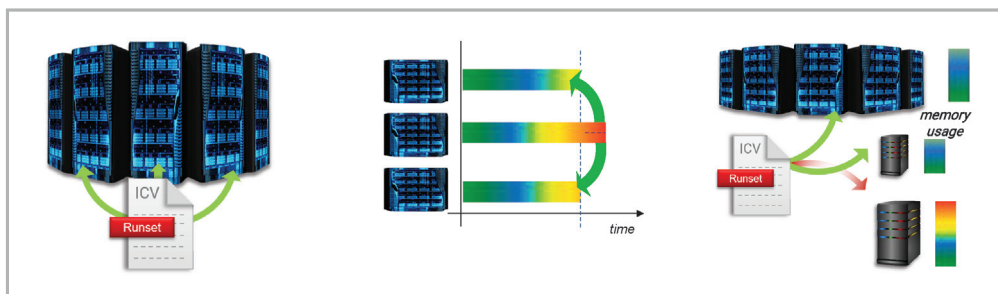 ICV
Runset
time
memory
usage
ICV
Runset